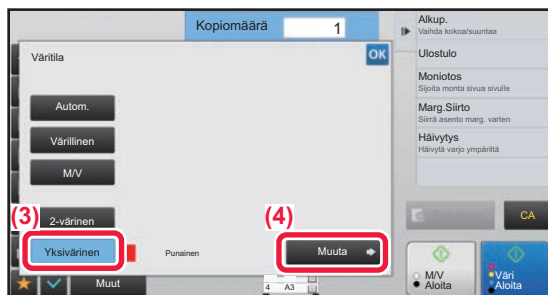 Kopiomäärä 1
Väritila
OK
Autom.
Värillinen
M/V
(3)
2-värinen
Yksivärinen
Punainen
(4)
Muuta
Muut
4 A3
Alkup.
Vaihda kokoa/suuntaa
Ulostulo
Moniotos
Sijoita monta sivua sivulle
Marg.Siirto
Siirrä asento marg. varten
Häivytys
Häivytä varjo ympäriltä
CA
M/V
Aloita
Väri
Aloita